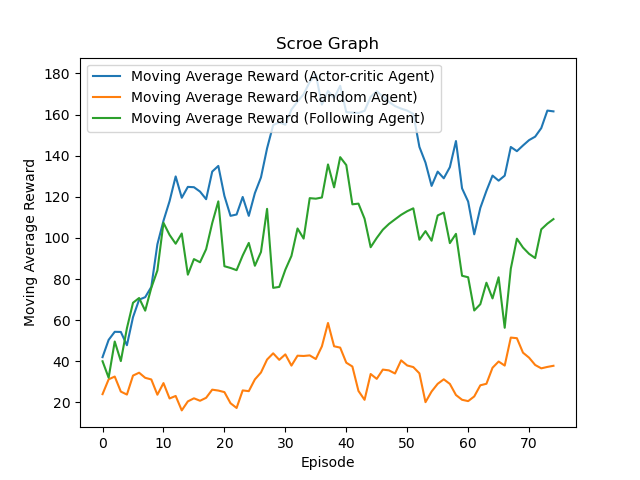 Scroe Graph
Moving Average Reward (Actor-critic Agent)
Moving Average Reward (Random Agent)
Moving Average Reward (Following Agent)
Moving Average Reward
180
160
140
120
100
80
60
40
20
0 10 20 30 40 50 60 70
Episode